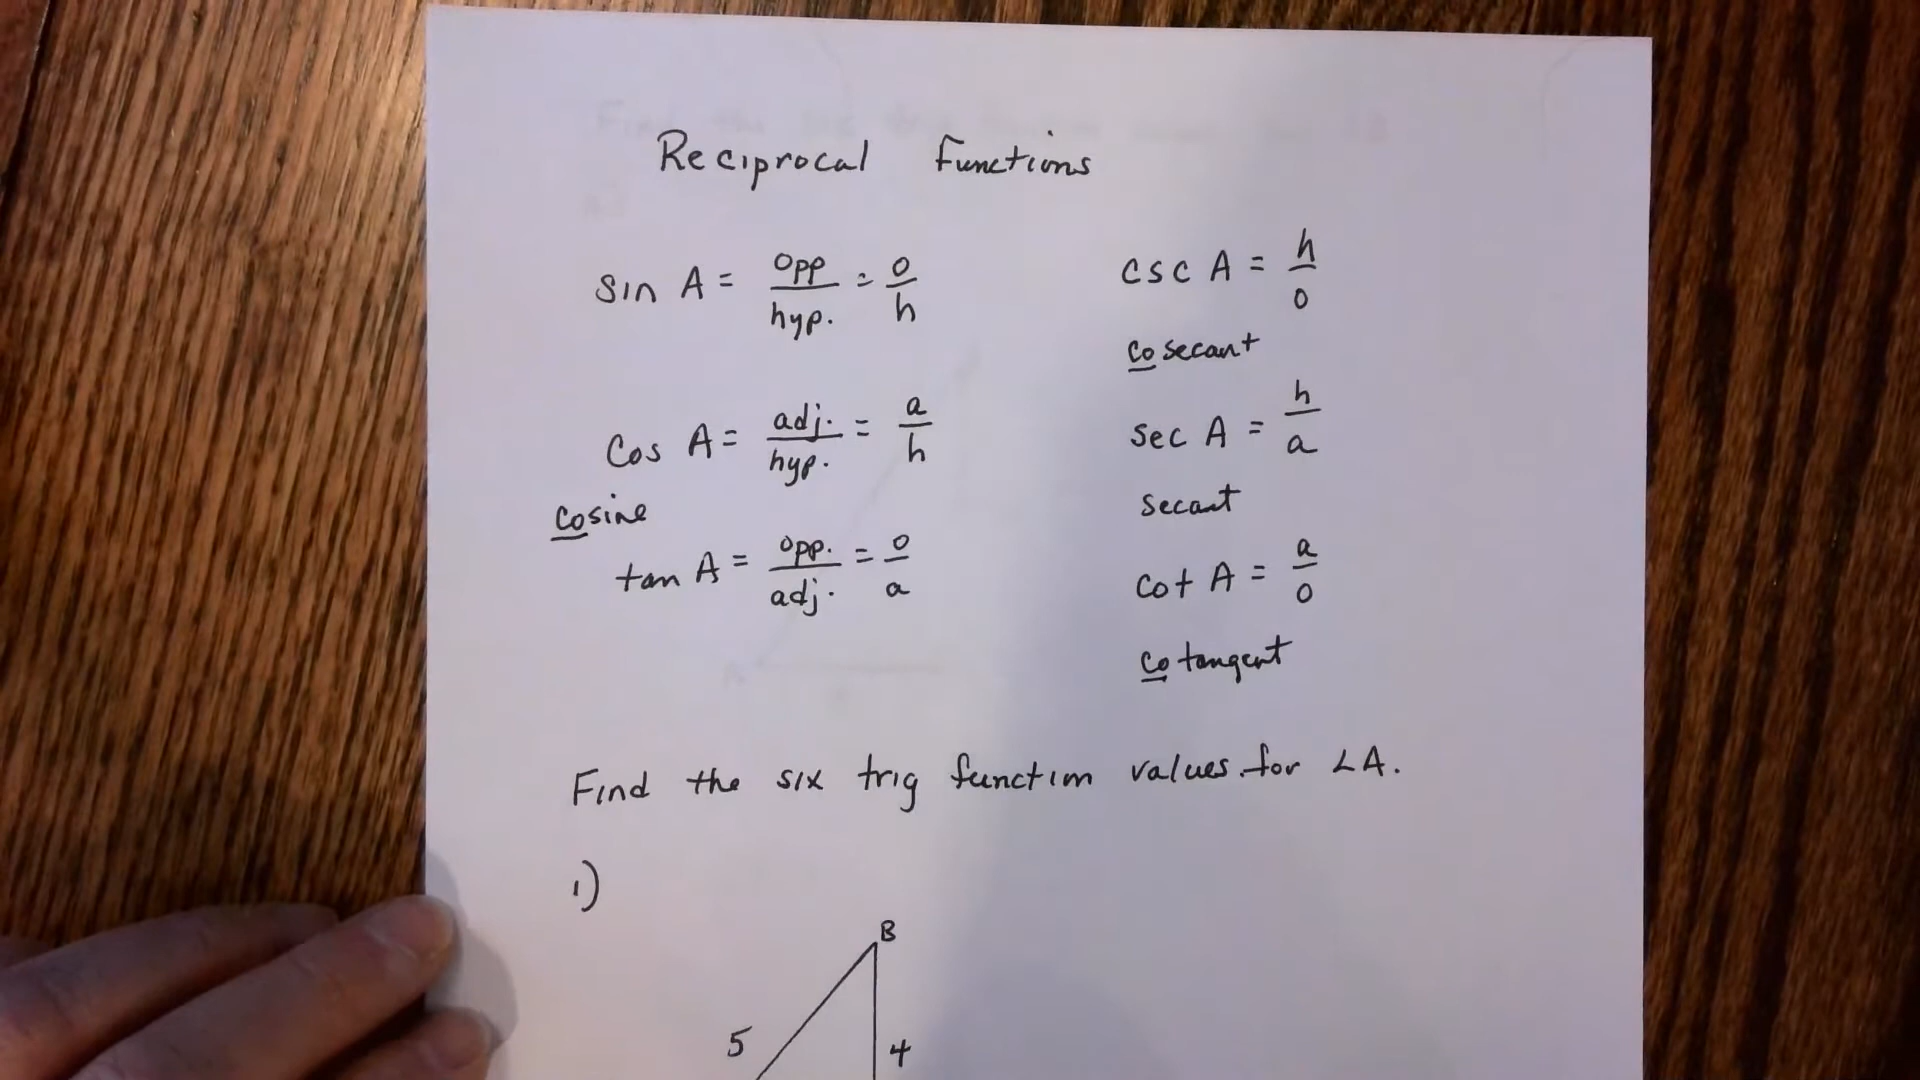 Reciprocal Functions
sin A = opp/hyp. = o/h
csc A = h/o
cosecant
Cos A = adj./hyp. = a/h
sec A = h/a
cosine
secant
tan A = opp./adj. = o/a
cot A = a/o
cotangent
Find the six trig function values for ∠A.
1)
B
5
4